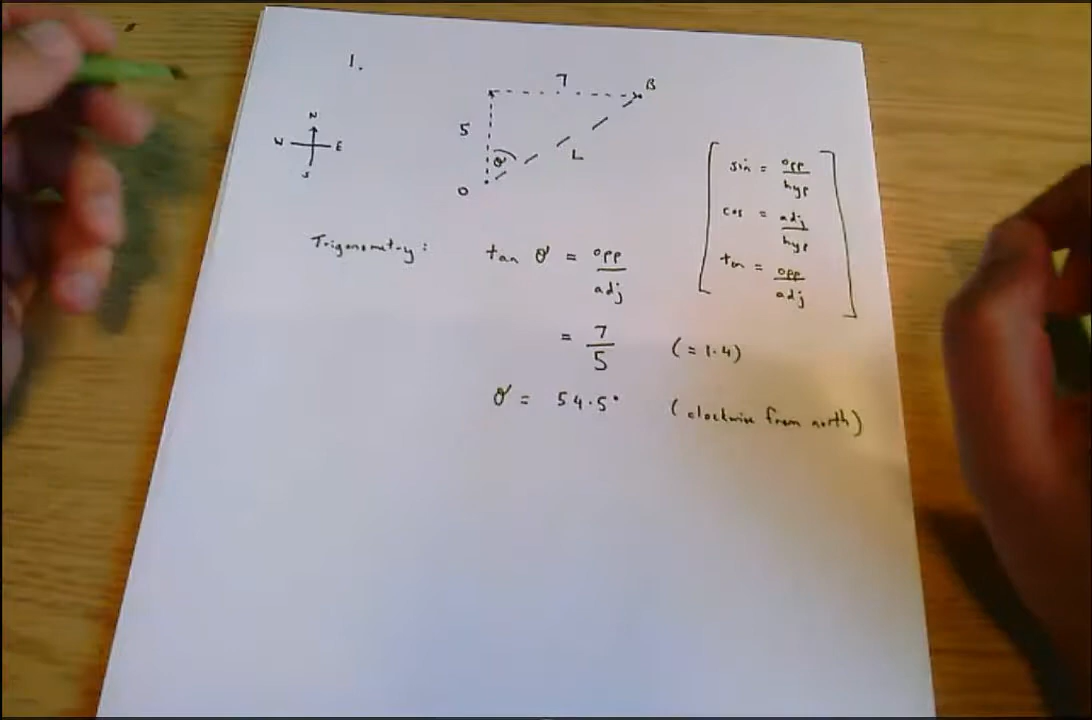 1.
7
B
N
W
E
S
5
θ
L
O
sin = opp
hyp
cos = adj
hyp
tan = opp
adj
Trigonometry:
tan θ = opp
adj
= 7
5
(= 1.4)
θ = 54.5°
(clockwise from north)